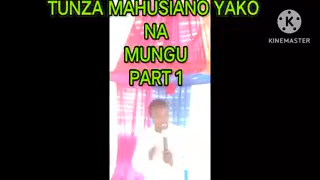 TUNZA MAHUSIANO YAKO
NA
MUNGU
PART 1
KINEMASTER